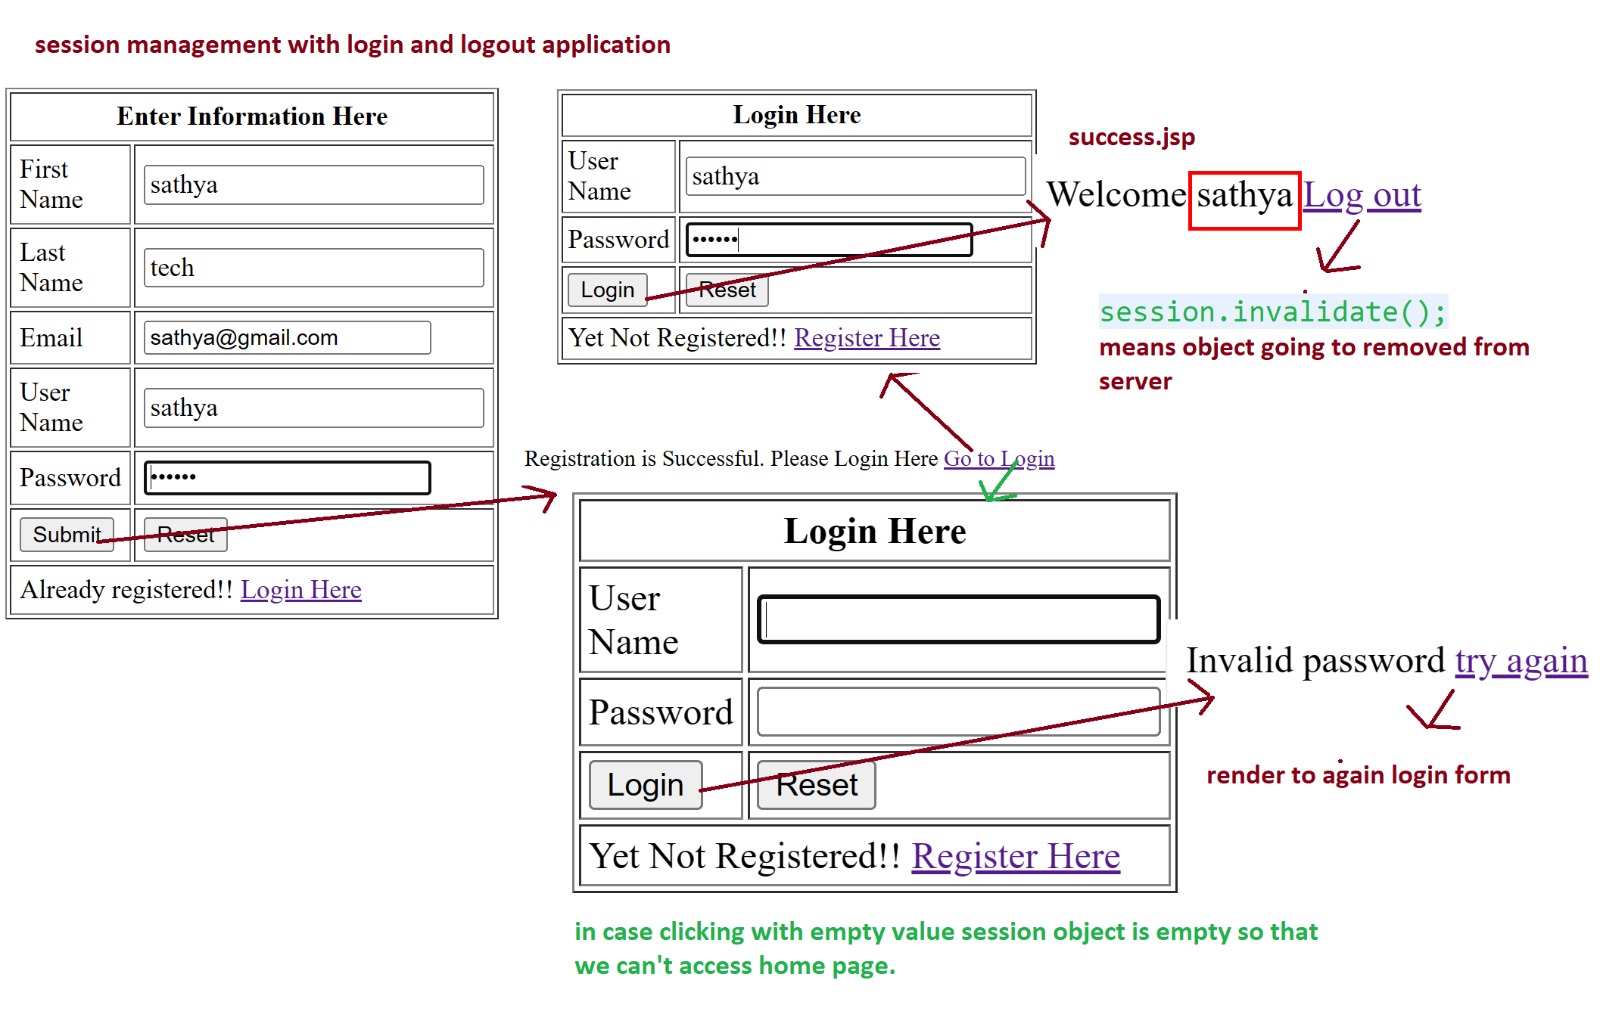 session management with login and logout application
Enter Information Here
First
Name
sathya
Last
Name
tech
Email
sathya@gmail.com
User
Name
sathya
Password
••••••
Submit
Reset
Already registered!! Login Here
Login Here
User
Name
sathya
Password
••••••
Login
Reset
Yet Not Registered!! Register Here
success.jsp
Welcome sathya Log out
session.invalidate();
means object going to removed from
server
Registration is Successful. Please Login Here Go to Login
Login Here
User
Name
Password
Login
Reset
Yet Not Registered!! Register Here
Invalid password try again
render to again login form
in case clicking with empty value session object is empty so that
we can't access home page.